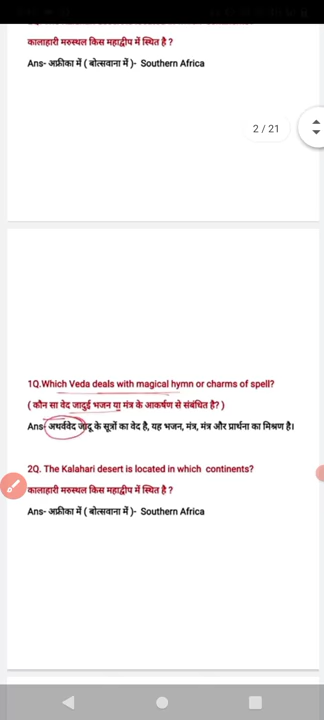 कालाहारी मरुस्थल किस महाद्वीप में स्थित है ?
Ans- अफ्रीका में ( बोत्सवाना में )- Southern Africa
2 / 21
1Q.Which Veda deals with magical hymn or charms of spell?
( कौन सा वेद जादुई भजन या मंत्र के आकर्षण से संबंधित है? )
Ans- अथर्ववेद जादू के सूत्रों का वेद है, यह भजन, मंत्र, मंत्र और प्रार्थना का मिश्रण है।
2Q. The Kalahari desert is located in which continents?
कालाहारी मरुस्थल किस महाद्वीप में स्थित है ?
Ans- अफ्रीका में ( बोत्सवाना में )- Southern Africa